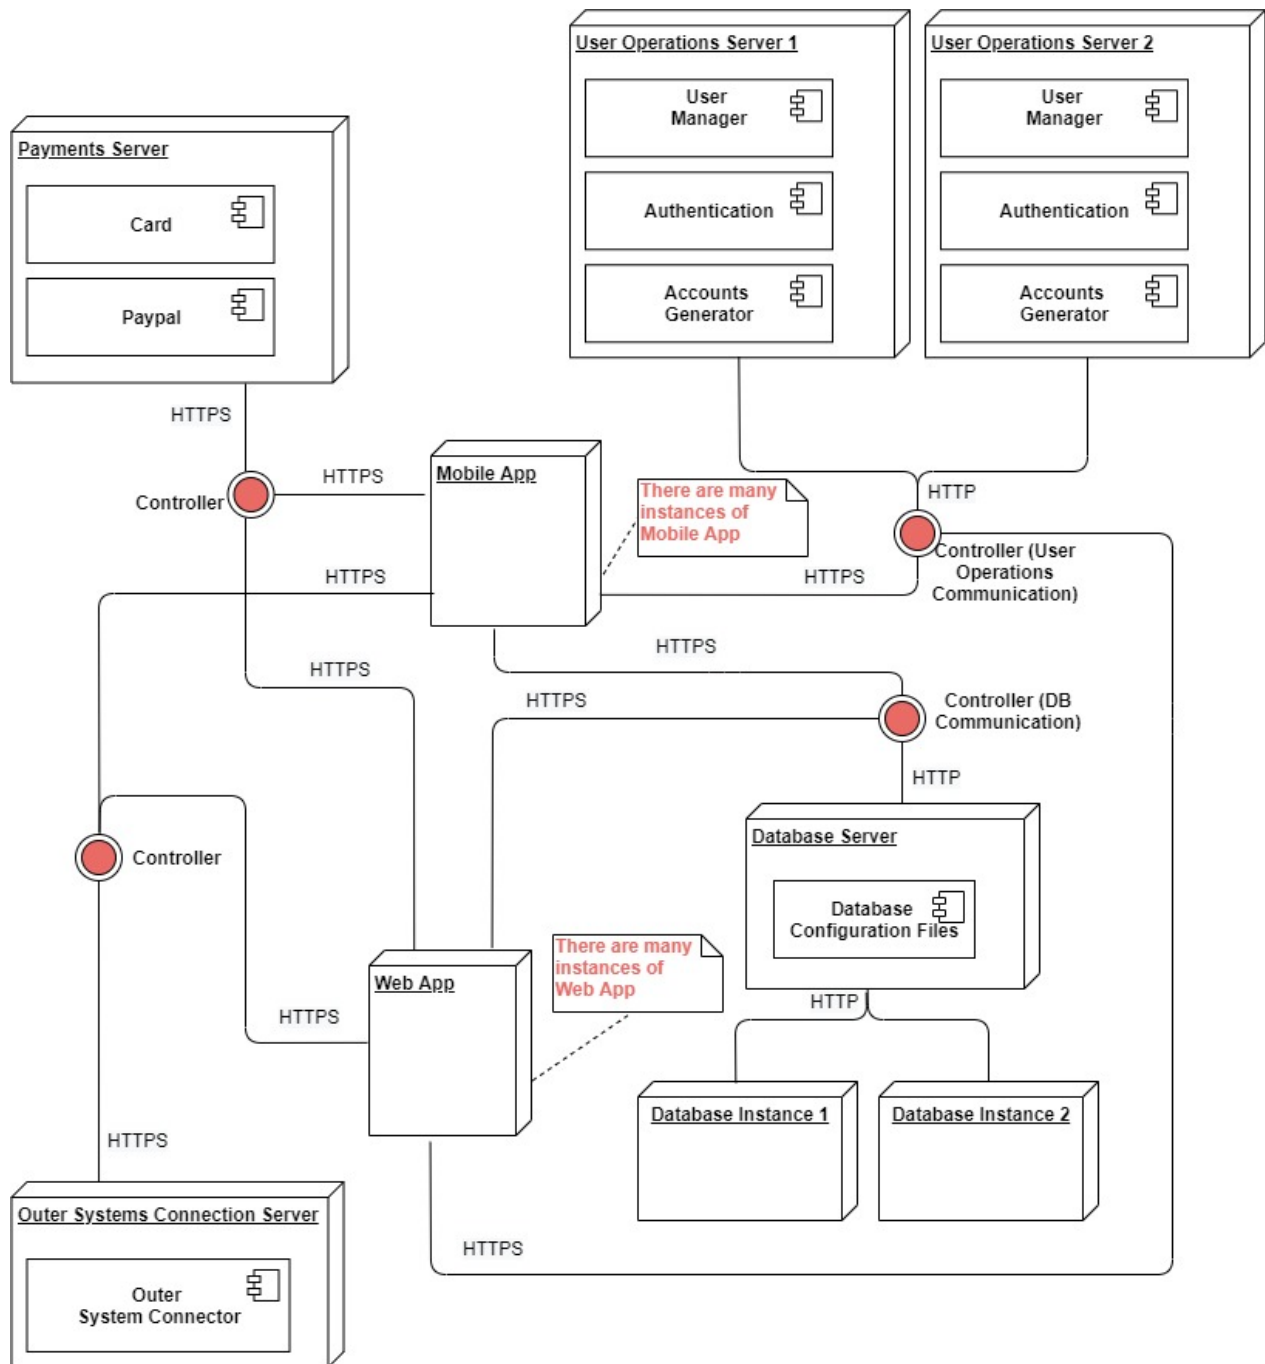 User Operations Server 1
User
Manager
Authentication
Accounts
Generator
User Operations Server 2
User
Manager
Authentication
Accounts
Generator
Payments Server
Card
Paypal
HTTPS
Controller
HTTPS
Mobile App
There are many
instances of
Mobile App
HTTP
Controller (User
Operations
Communication)
HTTPS
HTTPS
HTTPS
HTTPS
HTTPS
Controller (DB
Communication)
HTTP
Controller
Database Server
Database
Configuration Files
There are many
instances of
Web App
Web App
HTTP
HTTPS
Database Instance 1
Database Instance 2
HTTPS
Outer Systems Connection Server
Outer
System Connector
HTTPS